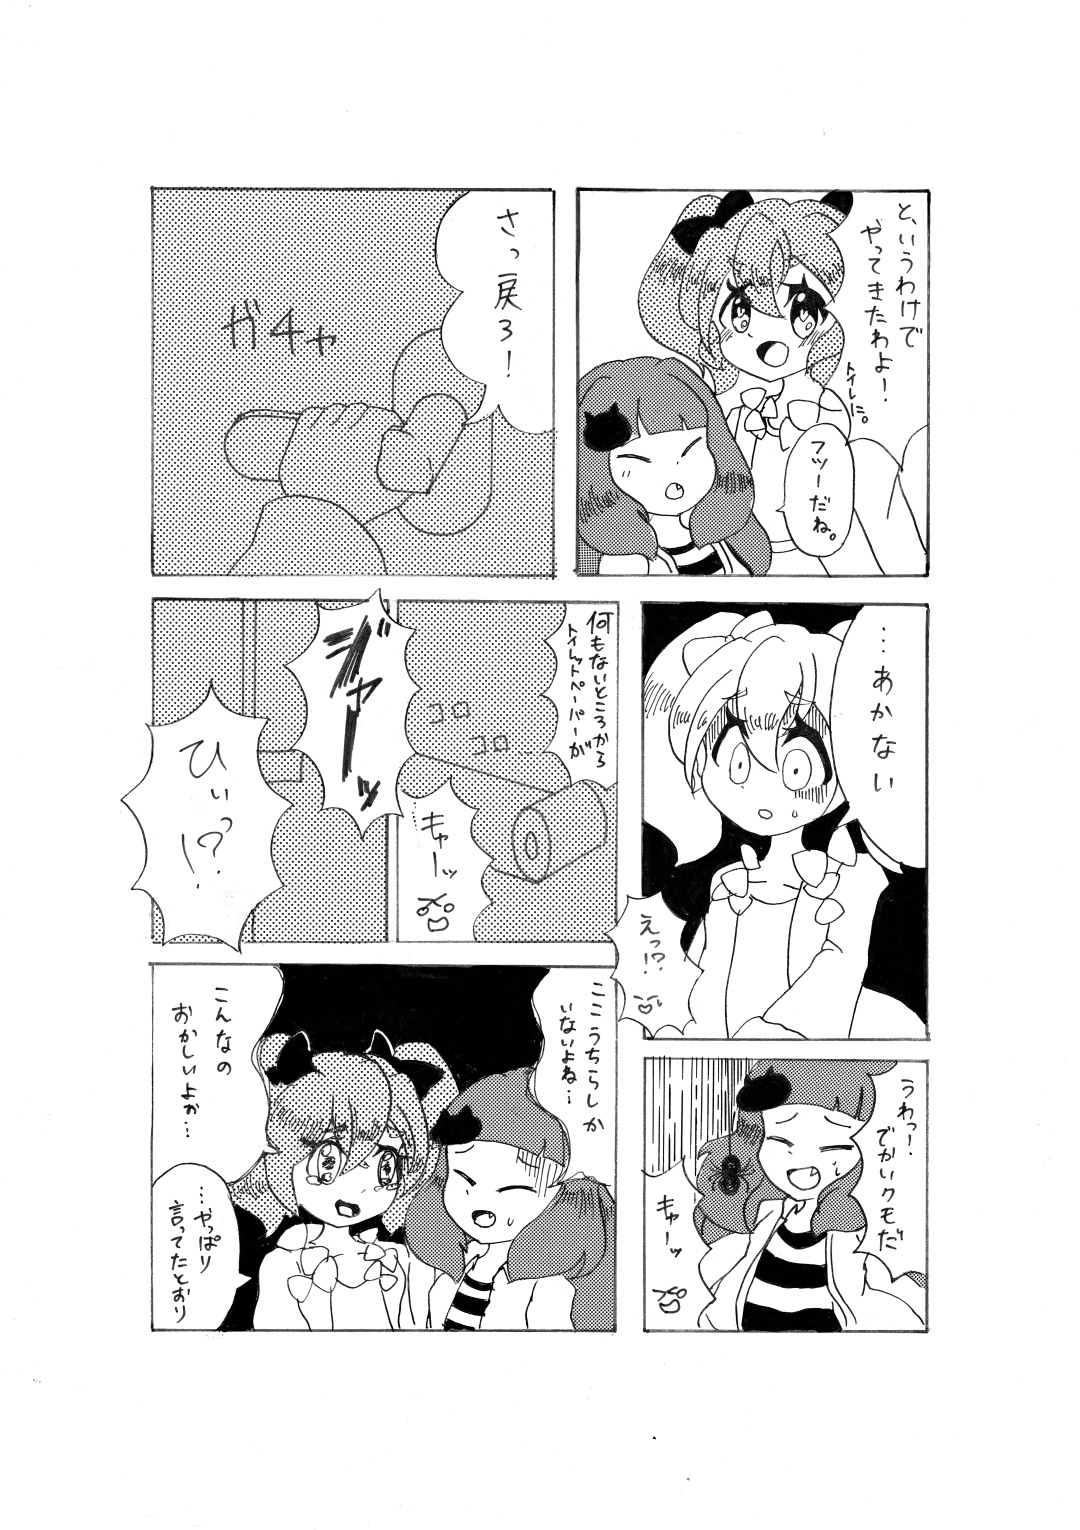 と、いうわけで
やってきたわよ!
トイレに。
フツーだね。
さっ戻ろ!
ガチャ
…あかない
えっ!?
何もないところから
トイレットペーパーが
コロ
コロ
キャーッ
ジャーッ
ひぃっ!?
うわっ!
でかいクモだ
キャーッ
ここうちらしか
いないよね…
こんなの
おかしいよぉ…
…やっぱり
言ってたとおり